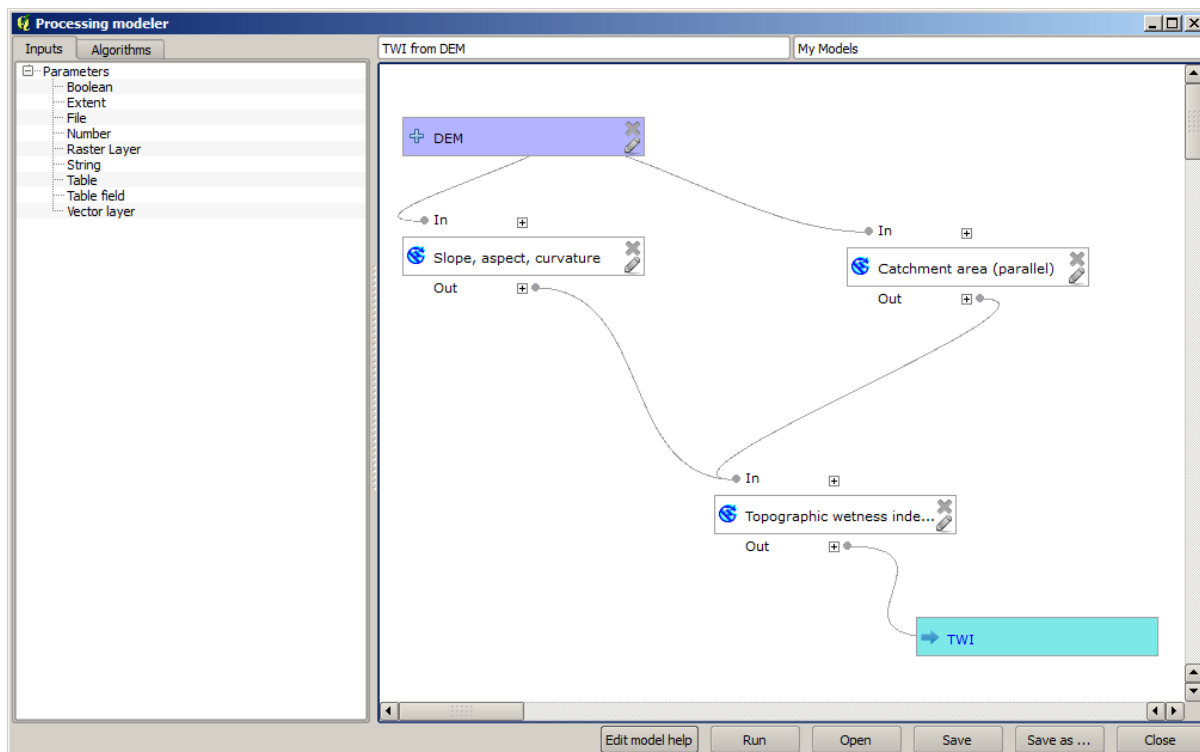 Processing modeler
Inputs
Algorithms
TWI from DEM
My Models
Parameters
Boolean
Extent
File
Number
Raster Layer
String
Table
Table field
Vector layer
DEM
In
Slope, aspect, curvature
Out
In
Catchment area (parallel)
Out
In
Topographic wetness inde...
Out
TWI
Edit model help
Run
Open
Save
Save as ...
Close